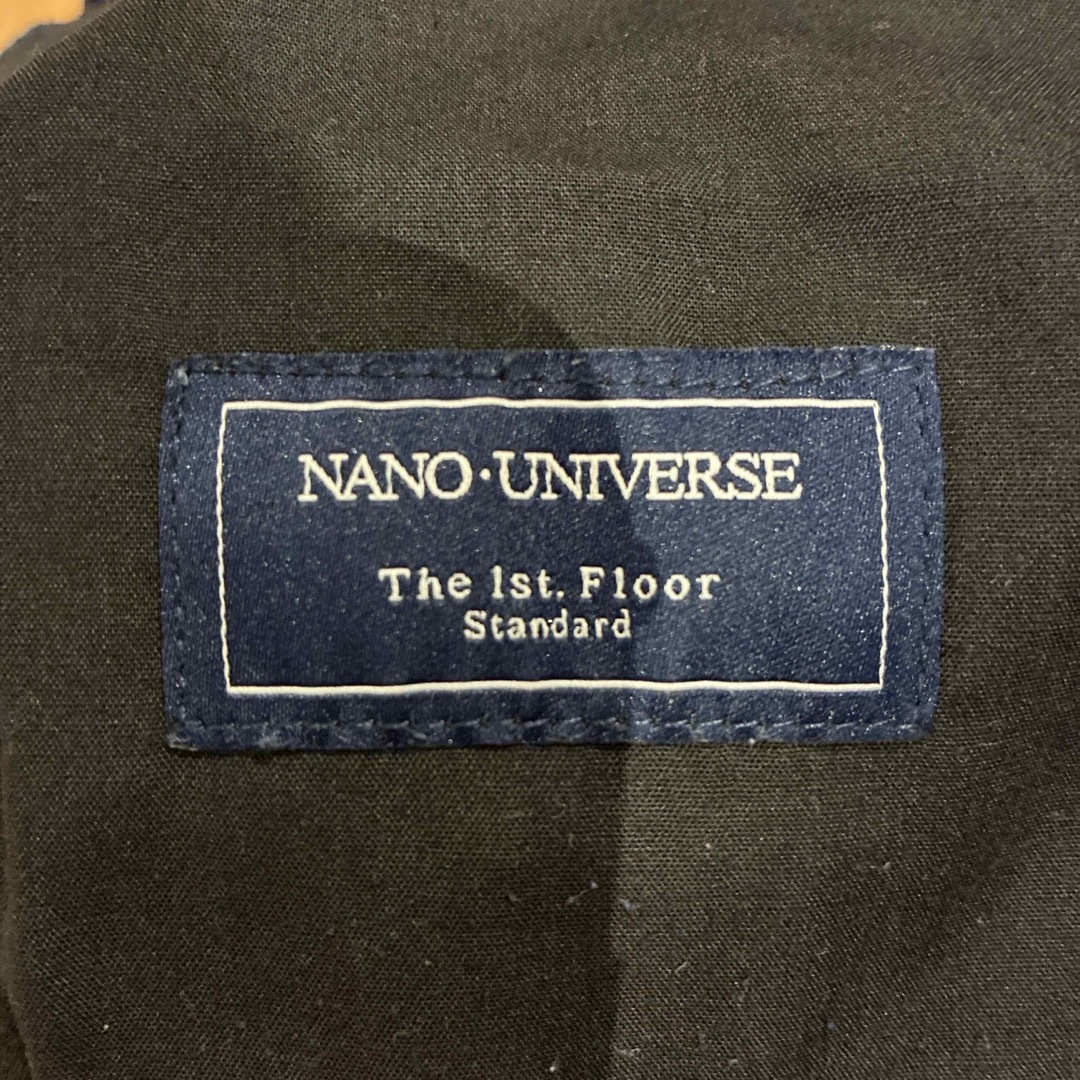 NANO·UNIVERSE
The 1st. Floor
Standard